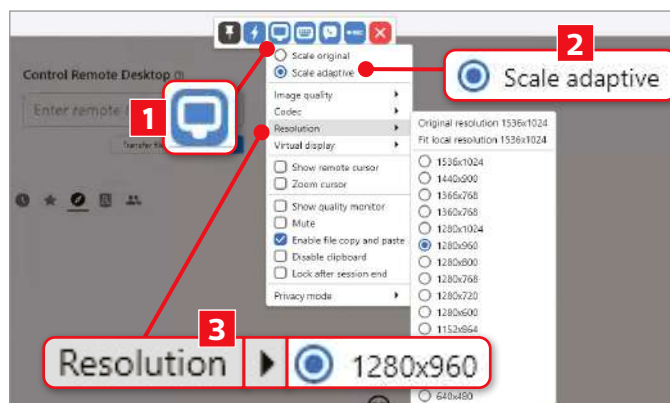 REC
Scale original
Scale adaptive
2
Scale adaptive
Control Remote Desktop
Enter remote
1
Transfer file
Image quality
Codec
Resolution
Virtual display
Show remote cursor
Zoom cursor
Show quality monitor
Mute
Enable file copy and paste
Disable clipboard
Lock after session end
Privacy mode
Original resolution 1536x1024
Fit local resolution 1536x1024
1536x1024
1440x900
1366x768
1360x768
1280x1024
1280x960
1280x800
1280x768
1280x720
1280x600
1152x864
3
Resolution
1280x960
640x480